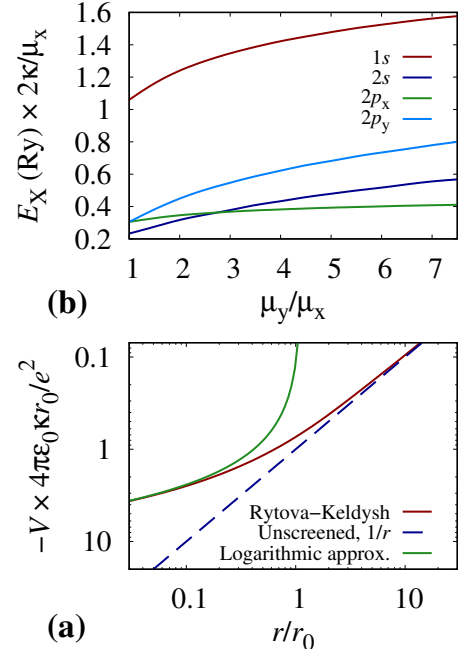 E_X (Ry) × 2κ/μ_x
1.6
1.4
1.2
1
0.8
0.6
0.4
0.2
1s
2s
2p_x
2p_y
1 2 3 4 5 6 7
(b)
μ_y/μ_x
−V × 4πε_0κr_0/e^2
0.1
1
10
Rytova−Keldysh
Unscreened, 1/r
Logarithmic approx.
0.1 1 10
(a)
r/r_0